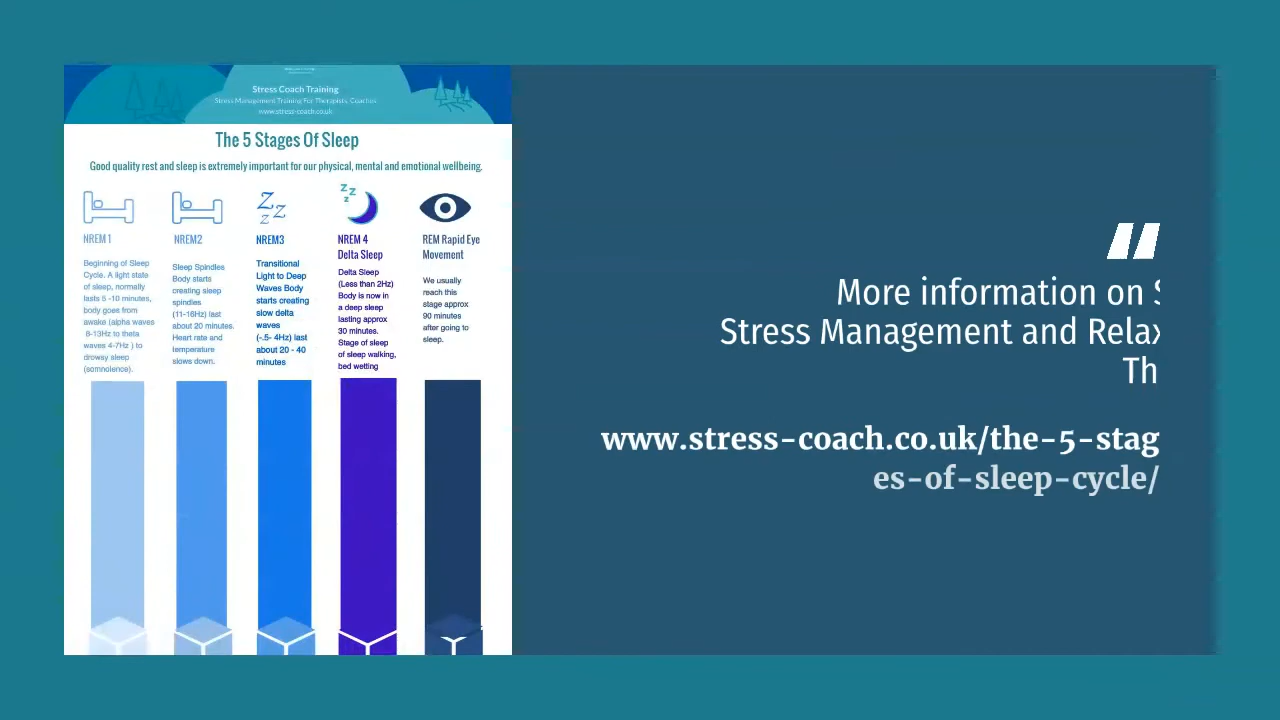 Stress Coach Training
Stress Management Training For Therapists, Coaches
www.stress-coach.co.uk
The 5 Stages Of Sleep
Good quality rest and sleep is extremely important for our physical, mental and emotional wellbeing.
NREM 1
Beginning of Sleep
Cycle. A light state
of sleep, normally
lasts 5 -10 minutes,
body goes from
awake (alpha waves
8-13Hz to theta
waves 4-7Hz ) to
drowsy sleep
(somnolence).
NREM2
Sleep Spindles
Body starts
creating sleep
spindles
(11-16Hz) last
about 20 minutes.
Heart rate and
temperature
slows down.
zz
zz
NREM3
Transitional
Light to Deep
Waves Body
starts creating
slow delta
waves
(-.5- 4Hz) last
about 20 - 40
minutes
zz
z
NREM 4
Delta Sleep
Delta Sleep
(Less than 2Hz)
Body is now in
a deep sleep
lasting approx
30 minutes.
Stage of sleep
of sleep walking,
bed wetting
REM Rapid Eye
Movement
We usually
reach this
stage approx
90 minutes
after going to
sleep.
"
More information on S
Stress Management and Relax
Th
www.stress-coach.co.uk/the-5-stag
es-of-sleep-cycle/